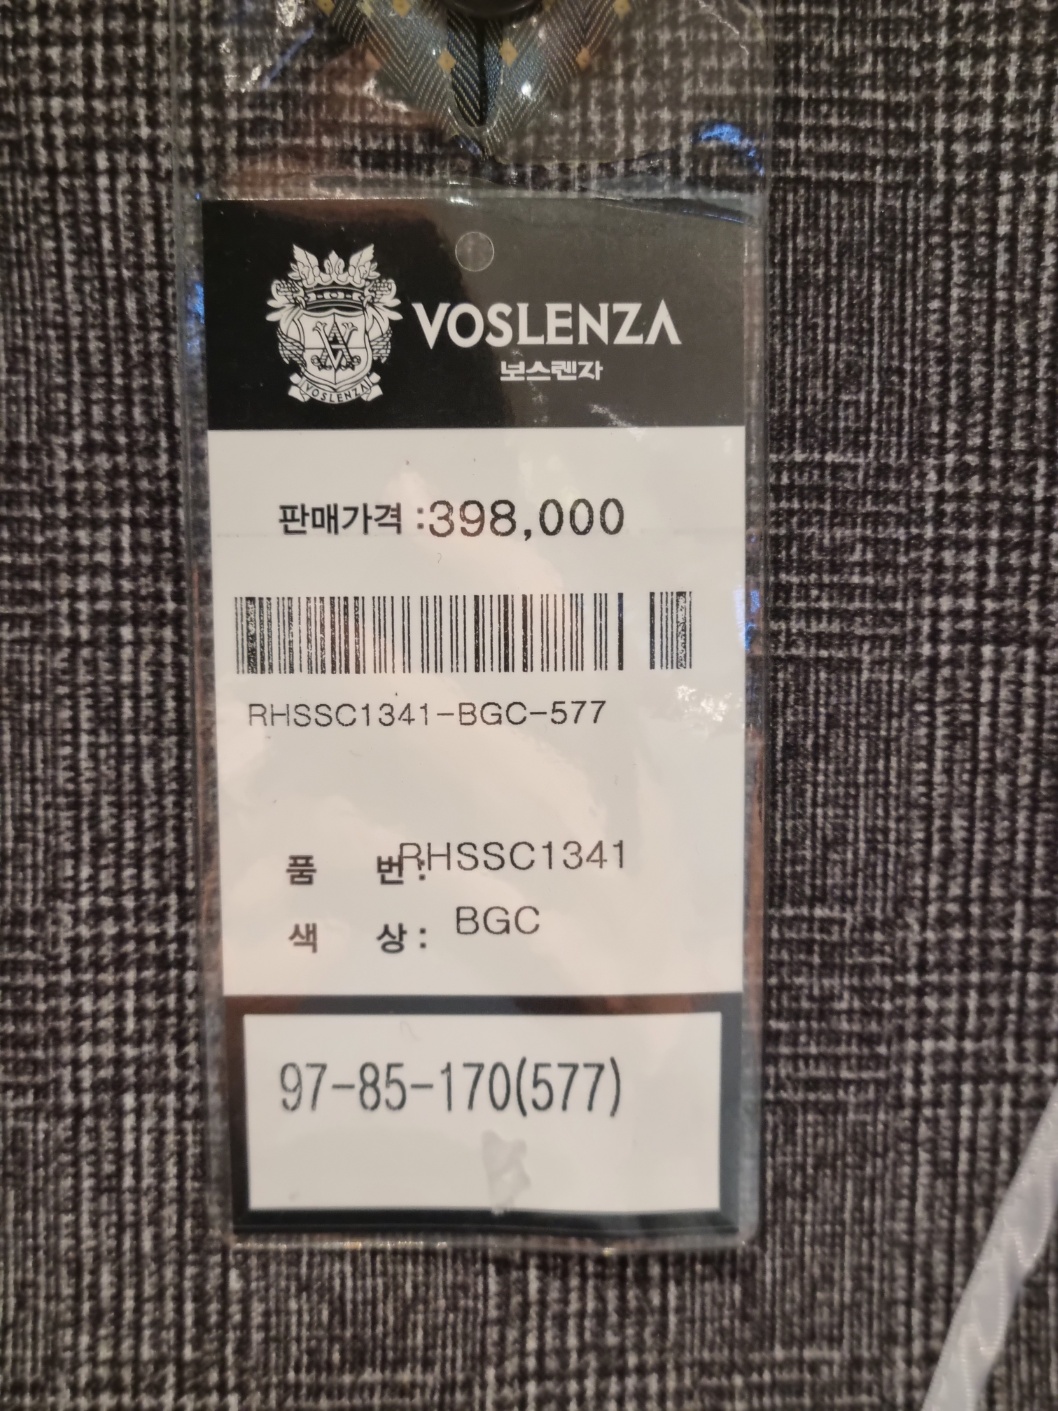 VOSLENZA
VOSLENZA
보스렌자
판매가격 :398,000
RHSSC1341-BGC-577
품 번: RHSSC1341
색 상: BGC
97-85-170(577)